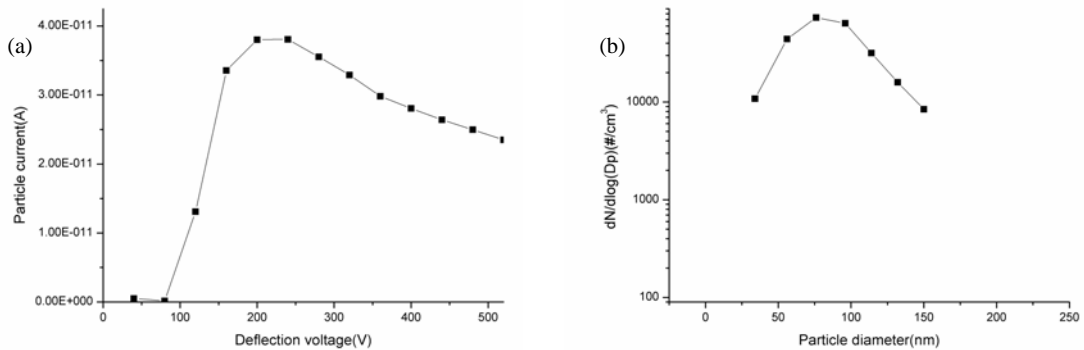 (a)
Particle current(A)
4.00E-011
3.00E-011
2.00E-011
1.00E-011
0.00E+000
0 100 200 300 400 500
Deflection voltage(V)
(b)
dN/dlog(Dp)(#/cm³)
10000
1000
100
0 50 100 150 200 250
Particle diameter(nm)